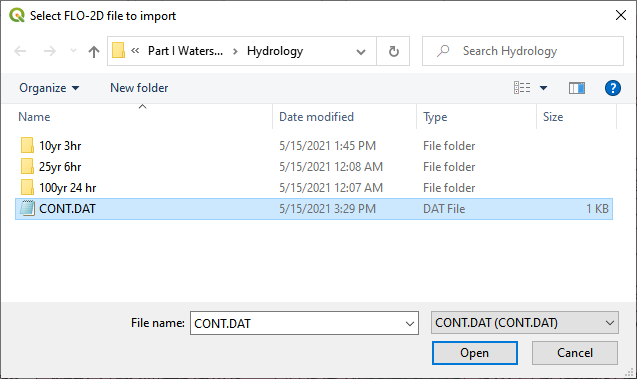 Select FLO-2D file to import
« Part I Waters... > Hydrology
Search Hydrology
Organize New folder
Name Date modified Type Size
10yr 3hr 5/15/2021 1:45 PM File folder
25yr 6hr 5/15/2021 12:08 AM File folder
100yr 24 hr 5/15/2021 12:07 AM File folder
CONT.DAT 5/15/2021 3:29 PM DAT File 1 KB
File name: CONT.DAT CONT.DAT (CONT.DAT)
Open Cancel